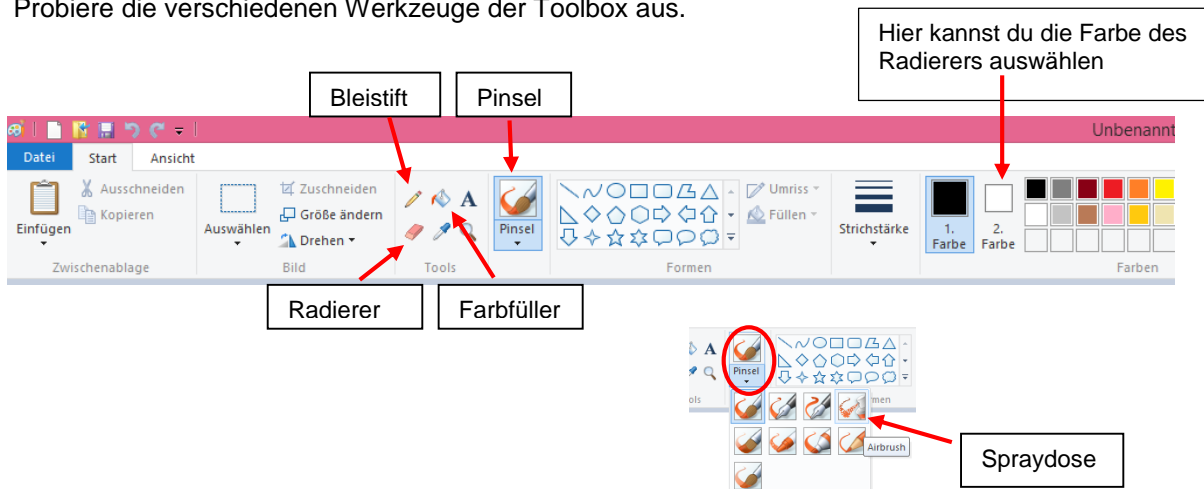 Probiere die verschiedenen Werkzeuge der Toolbox aus.
Hier kannst du die Farbe des
Radierers auswählen
Bleistift
Pinsel
Unbenannt
Datei Start Ansicht
Einfügen
Ausschneiden
Kopieren
Zwischenablage
Auswählen
Zuschneiden
Größe ändern
Drehen
Bild
A
Tools
Pinsel
Umriss
Füllen
Formen
Strichstärke
1.
Farbe
2.
Farbe
Farben
Radierer
Farbfüller
A
Pinsel
ols
men
Airbrush
Spraydose